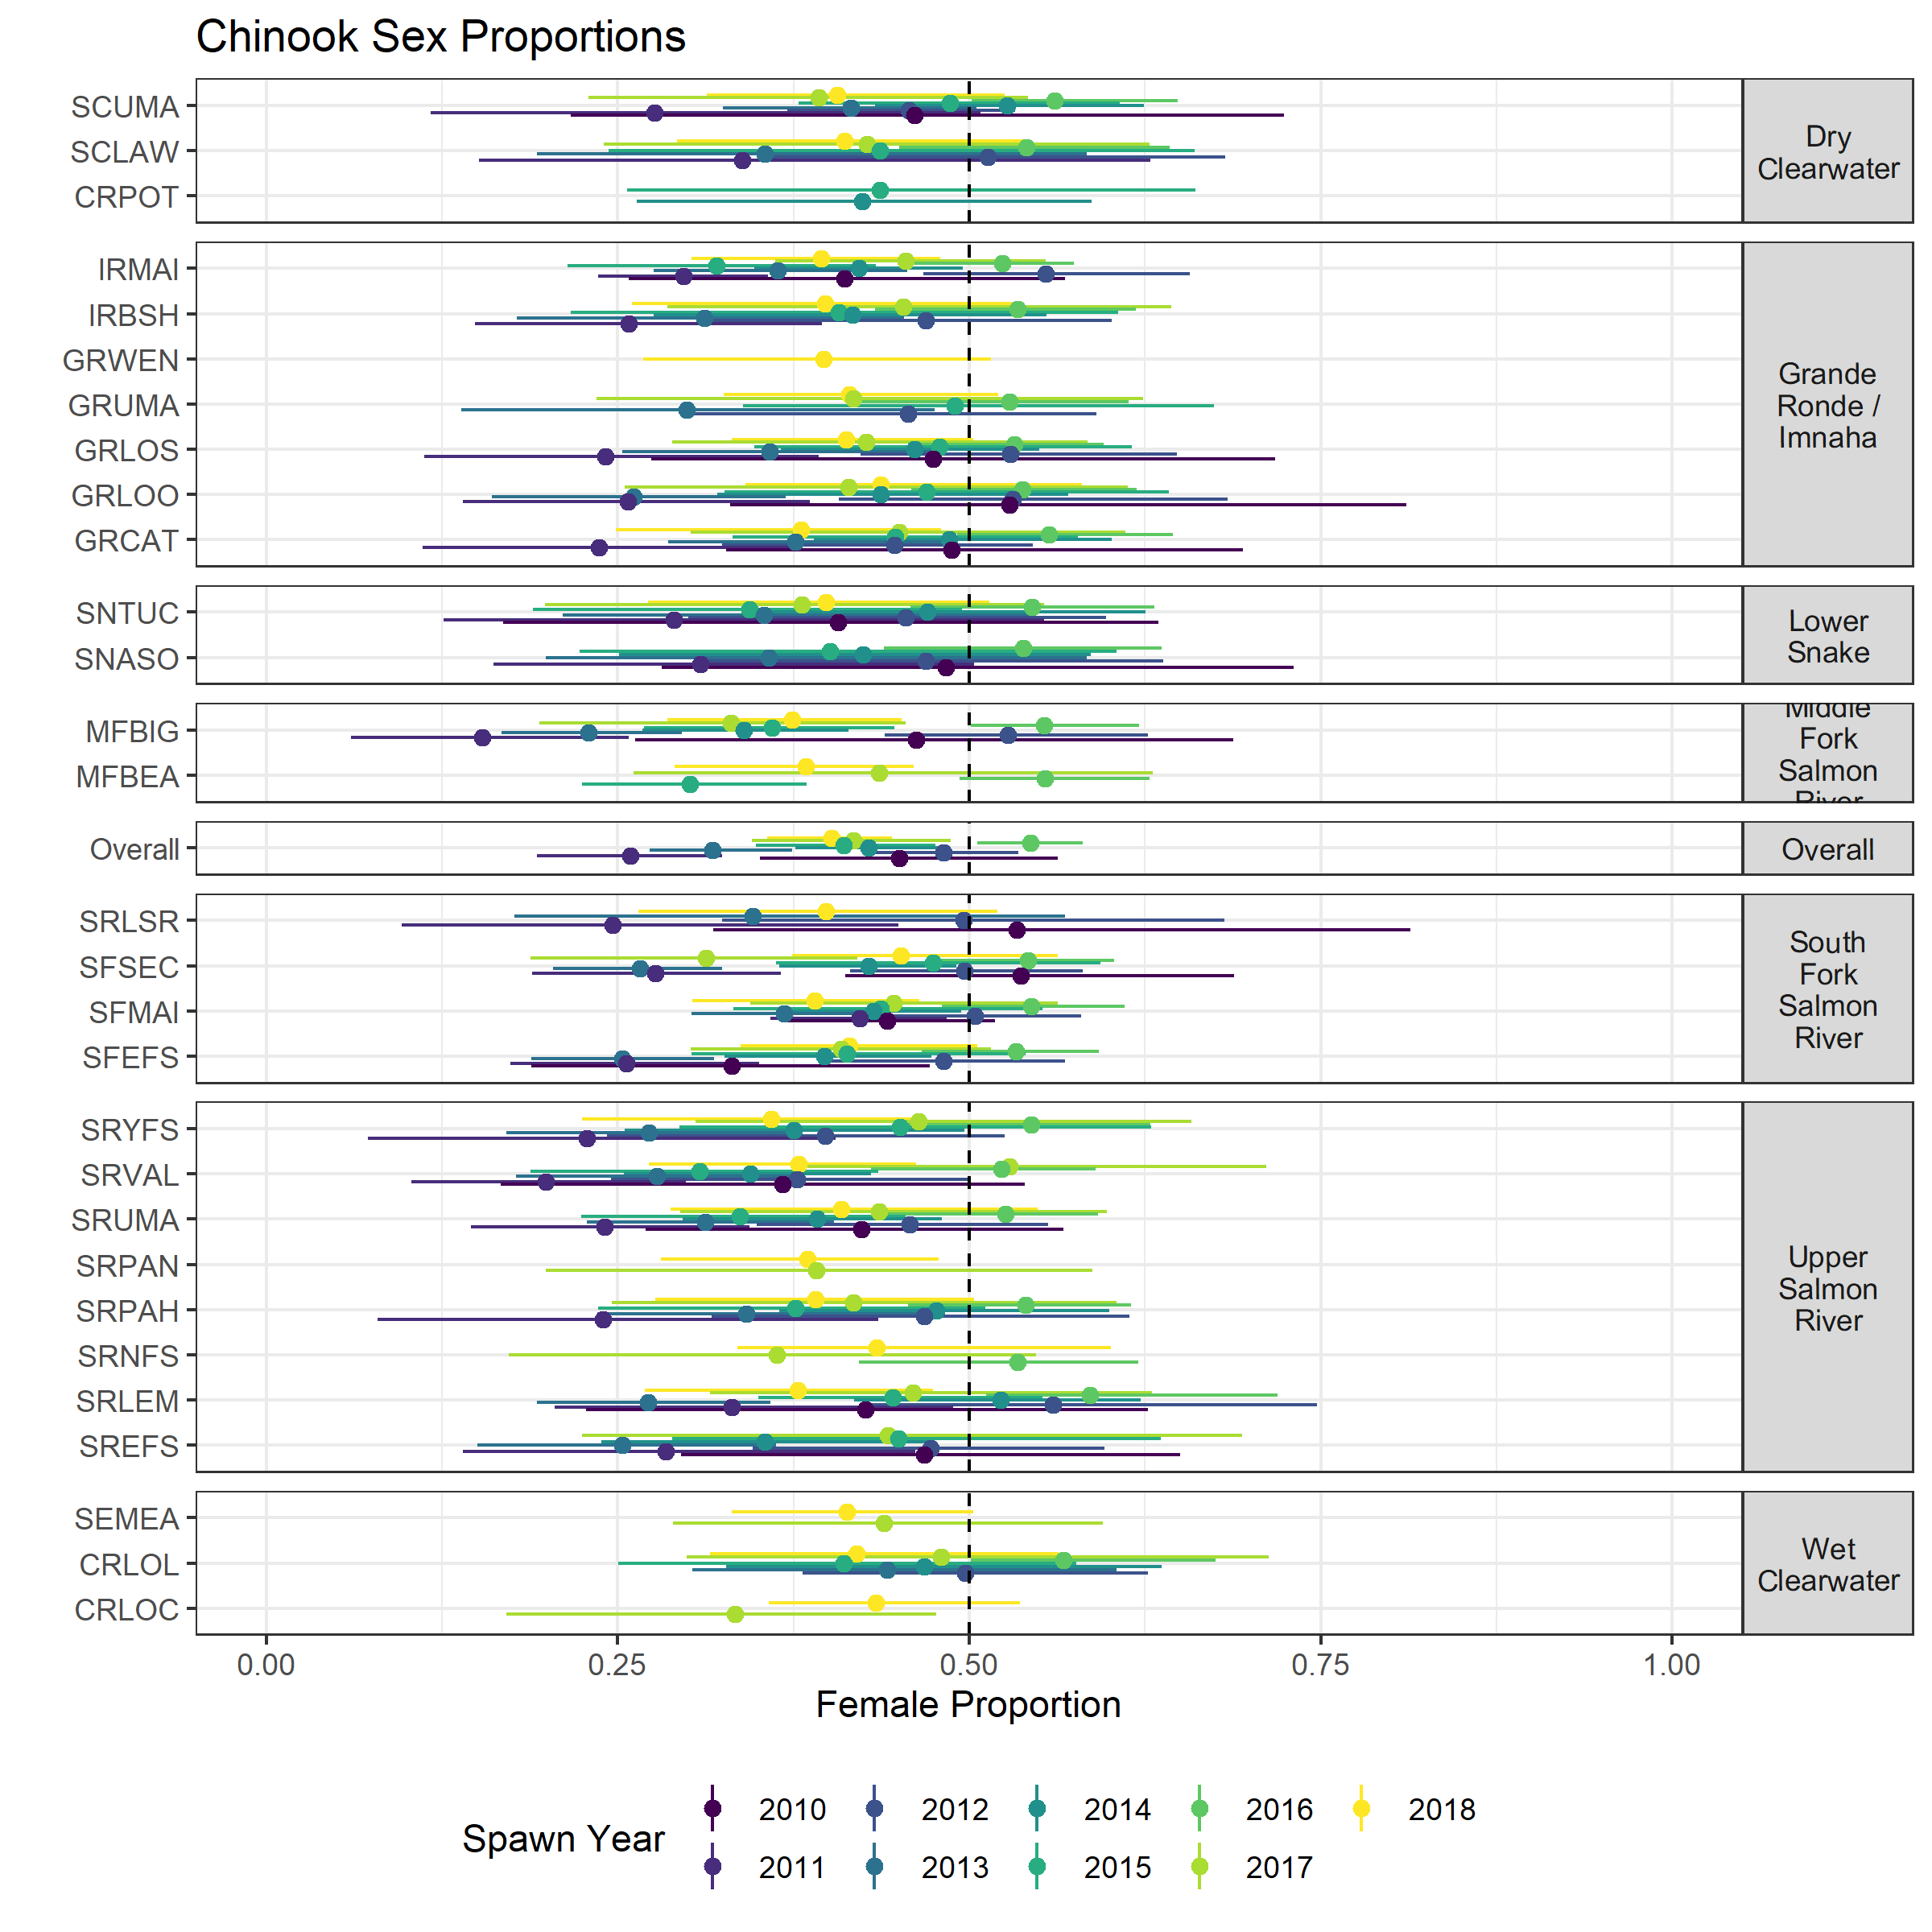 Chinook Sex Proportions
SCUMA
SCLAW
CRPOT
Dry
Clearwater
IRMAI
IRBSH
GRWEN
GRUMA
GRLOS
GRLOO
GRCAT
Grande
Ronde /
Imnaha
SNTUC
SNASO
Lower
Snake
MFBIG
MFBEA
Middle
Fork
Salmon
River
Overall
Overall
SRLSR
SFSEC
SFMAI
SFEFS
South
Fork
Salmon
River
SRYFS
SRVAL
SRUMA
SRPAN
SRPAH
SRNFS
SRLEM
SREFS
Upper
Salmon
River
SEMEA
CRLOL
CRLOC
Wet
Clearwater
0.00 0.25 0.50 0.75 1.00
Female Proportion
Spawn Year
2010 2012 2014 2016 2018
2011 2013 2015 2017